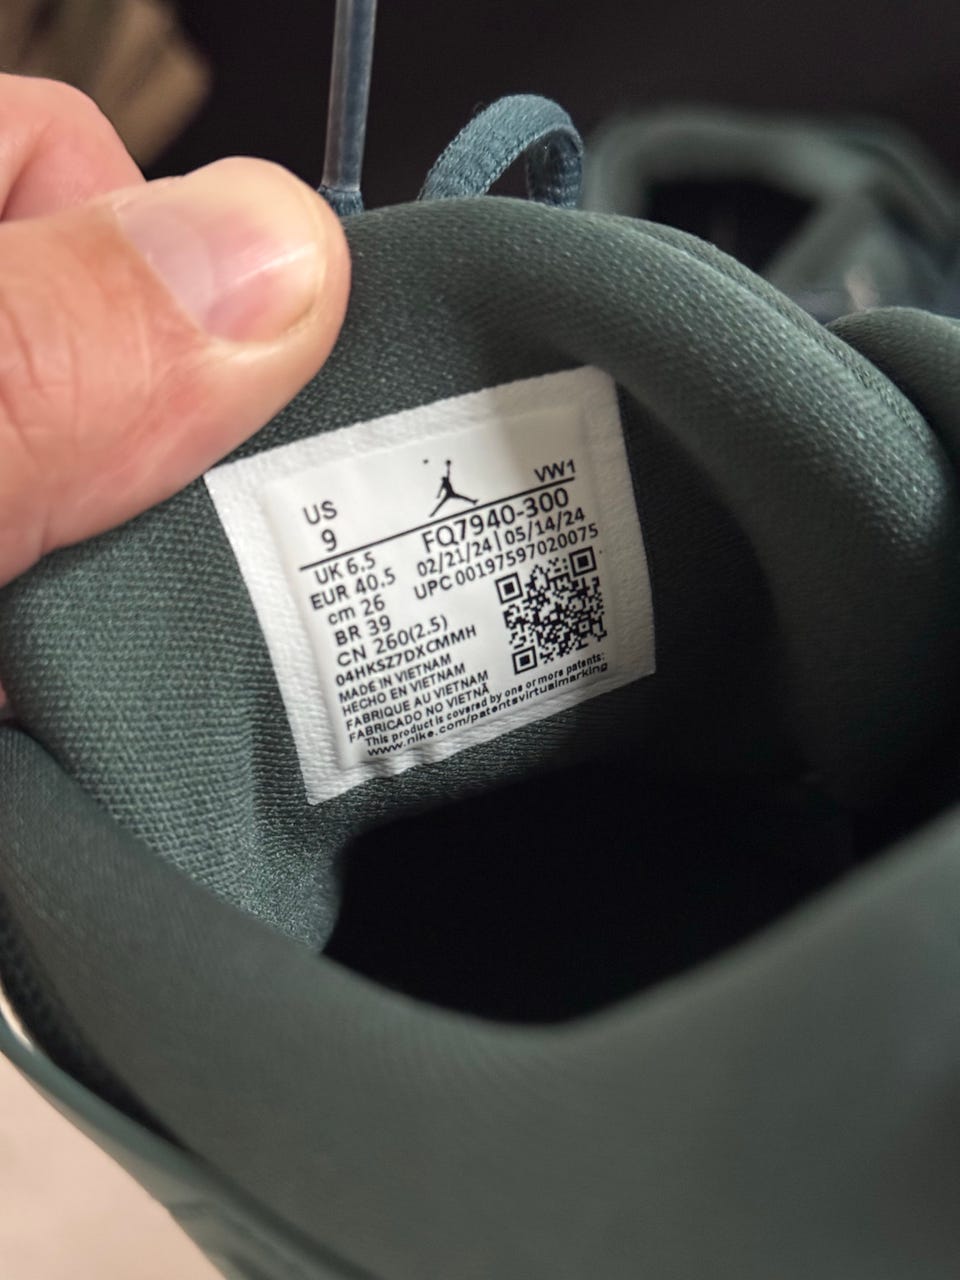 US
9
VW1
FQ7940-300
02/21/24|05/14/24
UPC 00197597020075
UK 6.5
EUR 40.5
cm 26
BR 39
CN 260(2.5)
04HKSZ7DXCMMH
MADE IN VIETNAM
HECHO EN VIETNAM
FABRIQUE AU VIETNAM
FABRICADO NO VIETNÃ
This product is covered by one or more patents:
www.nike.com/patentsvirtualmarking